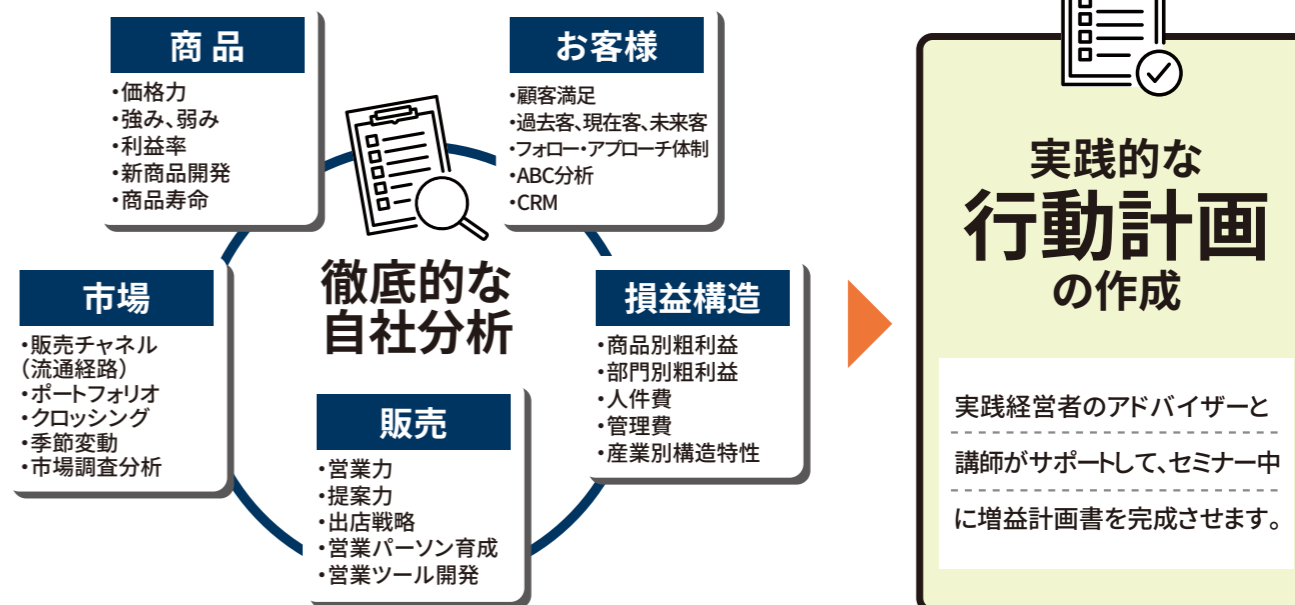 商品
・価格力
・強み、弱み
・利益率
・新商品開発
・商品寿命
お客様
・顧客満足
・過去客、現在客、未来客
・フォロー・アプローチ体制
・ABC分析
・CRM
徹底的な
自社分析
市場
・販売チャネル
(流通経路)
・ポートフォリオ
・クロッシング
・季節変動
・市場調査分析
販売
・営業力
・提案力
・出店戦略
・営業パーソン育成
・営業ツール開発
損益構造
・商品別粗利益
・部門別粗利益
・人件費
・管理費
・産業別構造特性
実践的な
行動計画
の作成
実践経営者のアドバイザーと
講師がサポートして、セミナー中
に増益計画書を完成させます。